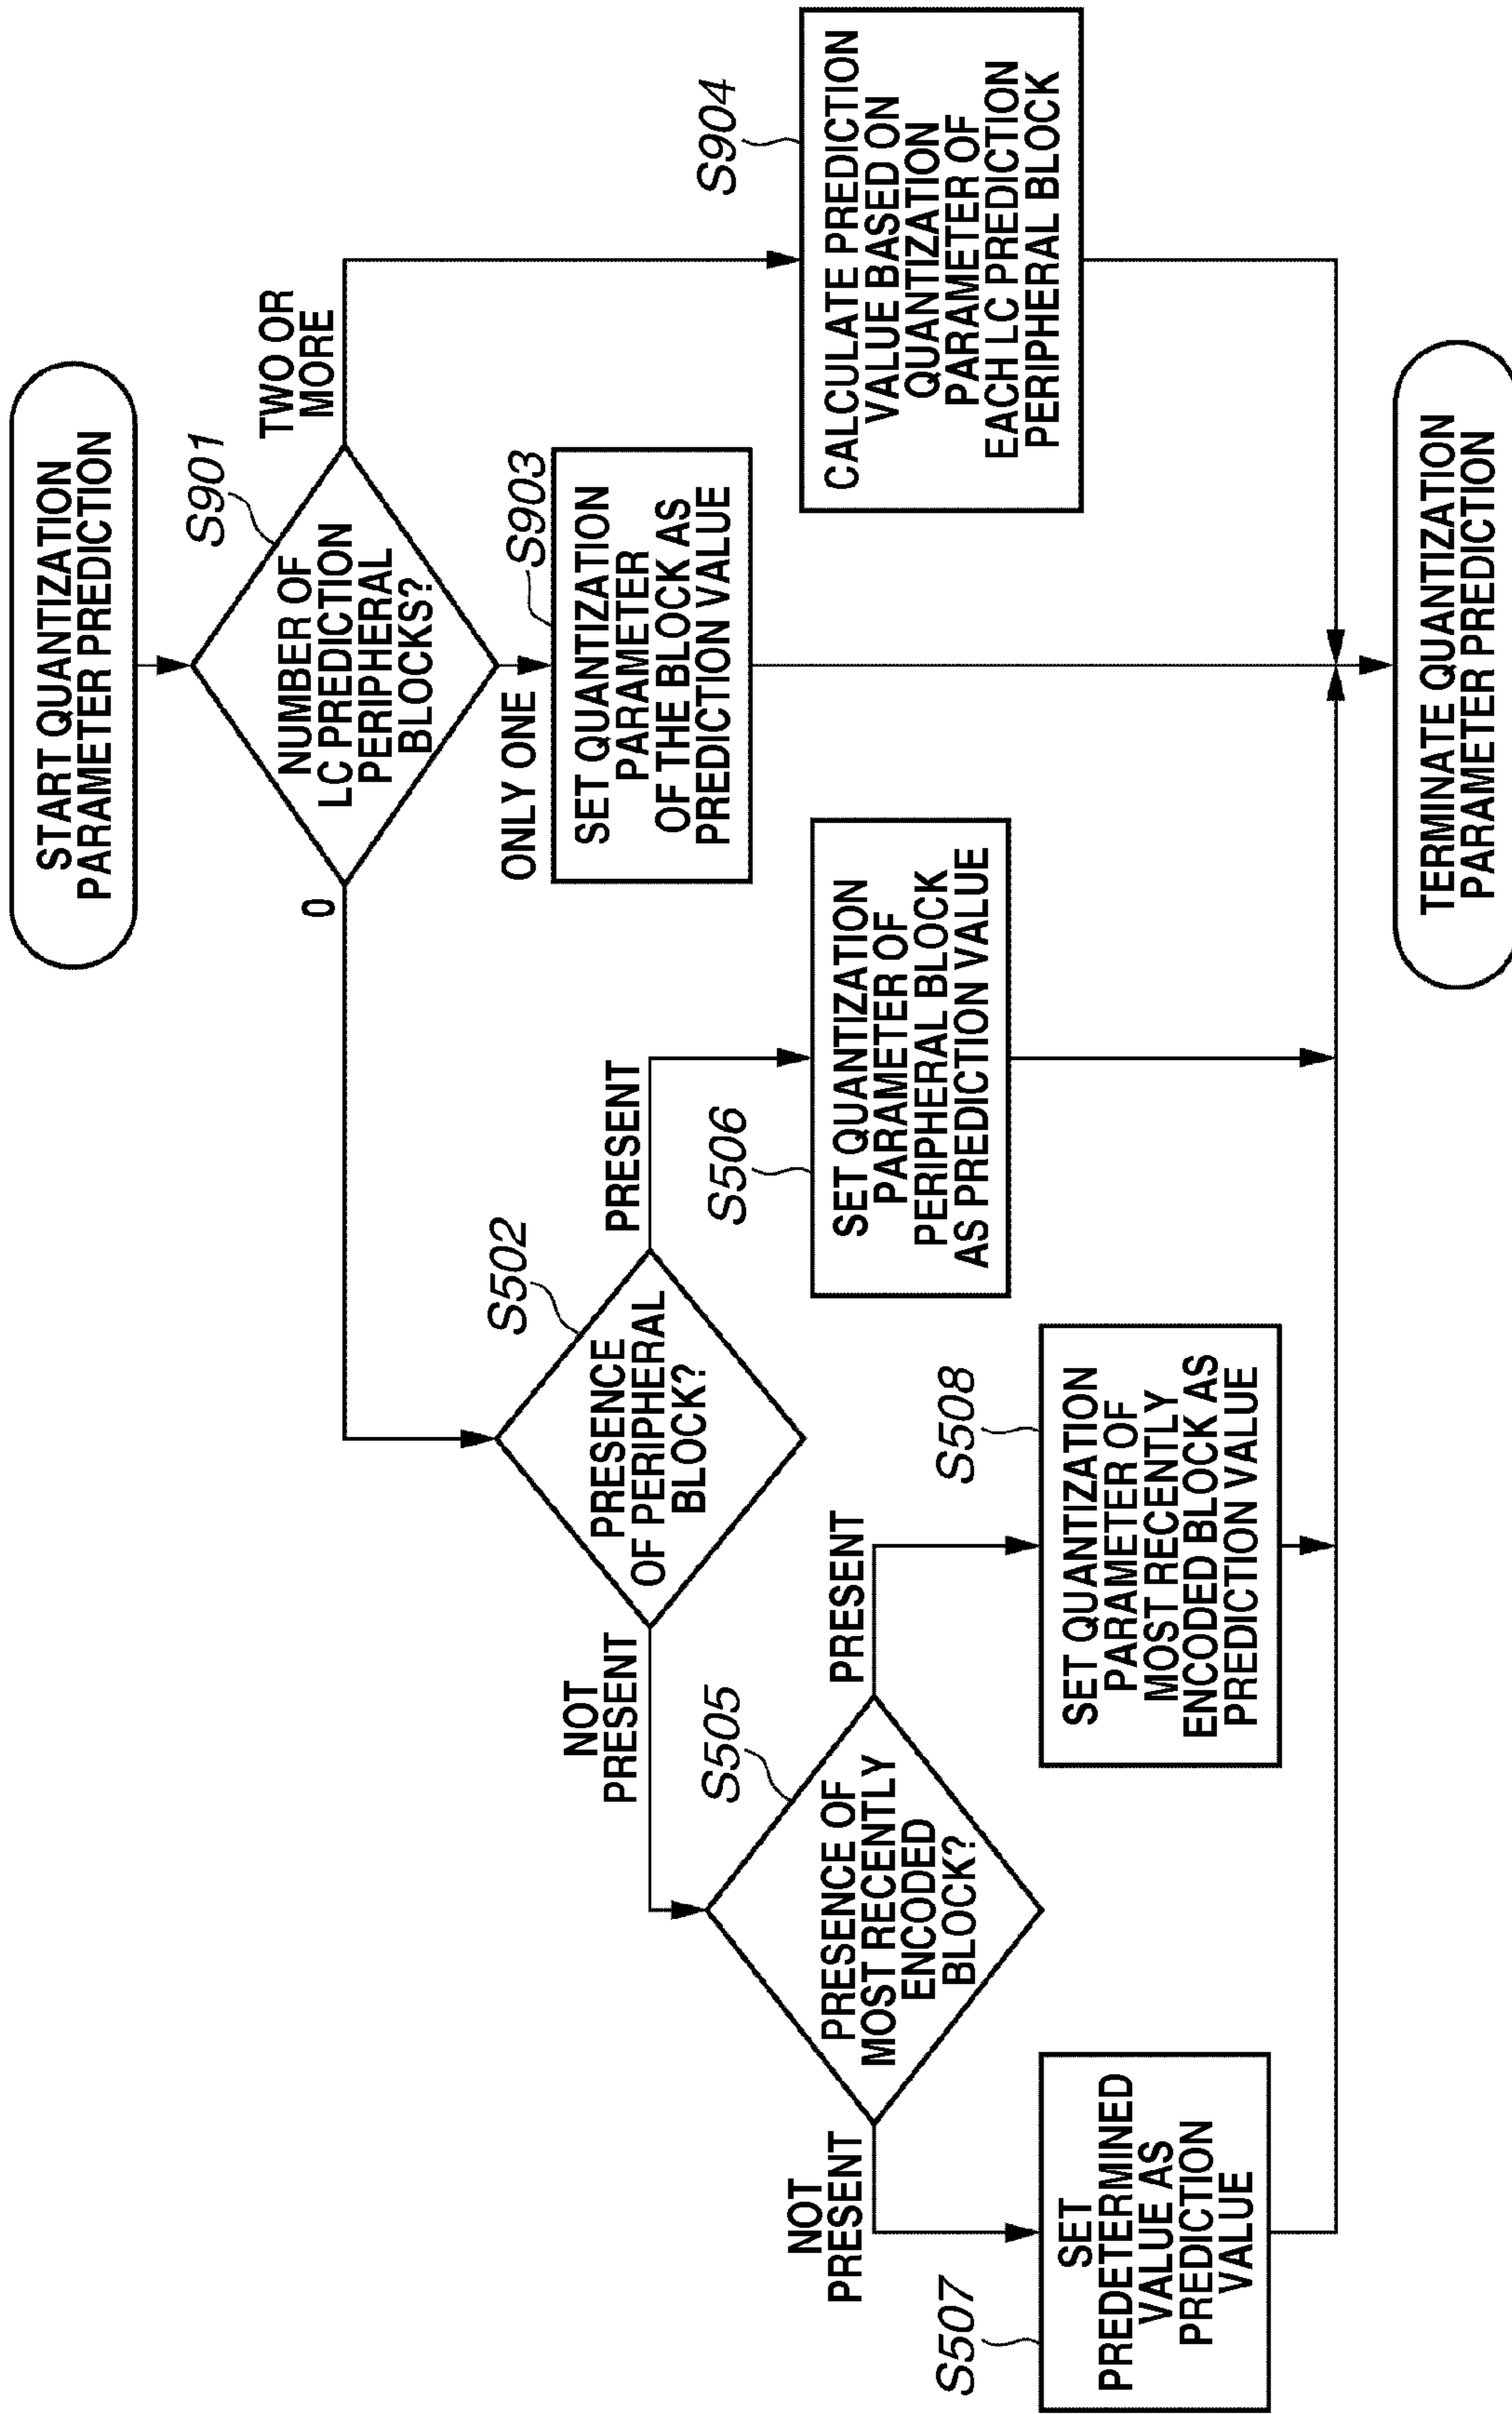 START QUANTIZATION
PARAMETER PREDICTION
S901
NUMBER OF
LC PREDICTION
PERIPHERAL
BLOCKS?
TWO OR
MORE
0
ONLY ONE
S903
SET QUANTIZATION
PARAMETER
OF THE BLOCK AS
PREDICTION VALUE
S904
CALCULATE PREDICTION
VALUE BASED ON
QUANTIZATION
PARAMETER OF
EACH LC PREDICTION
PERIPHERAL BLOCK
S502
PRESENCE
OF PERIPHERAL
BLOCK?
PRESENT
NOT
PRESENT
S506
SET QUANTIZATION
PARAMETER OF
PERIPHERAL BLOCK
AS PREDICTION VALUE
S505
PRESENCE OF
MOST RECENTLY
ENCODED
BLOCK?
PRESENT
NOT
PRESENT
S508
SET QUANTIZATION
PARAMETER OF
MOST RECENTLY
ENCODED BLOCK AS
PREDICTION VALUE
S507
SET
PREDETERMINED
VALUE AS
PREDICTION
VALUE
TERMINATE QUANTIZATION
PARAMETER PREDICTION